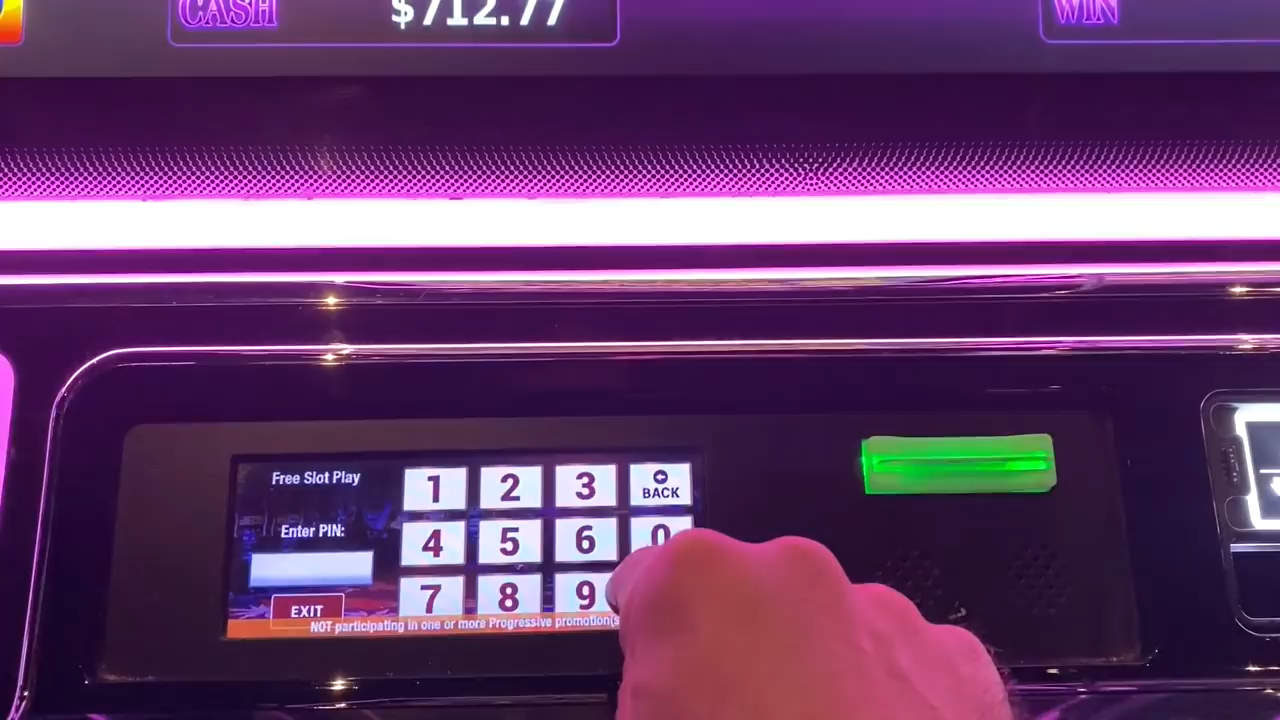 CASH $712.77 WIN
Free Slot Play
Enter PIN:
1 2 3 BACK
4 5 6 0
7 8 9
EXIT
NOT participating in one or more Progressive promotion(s